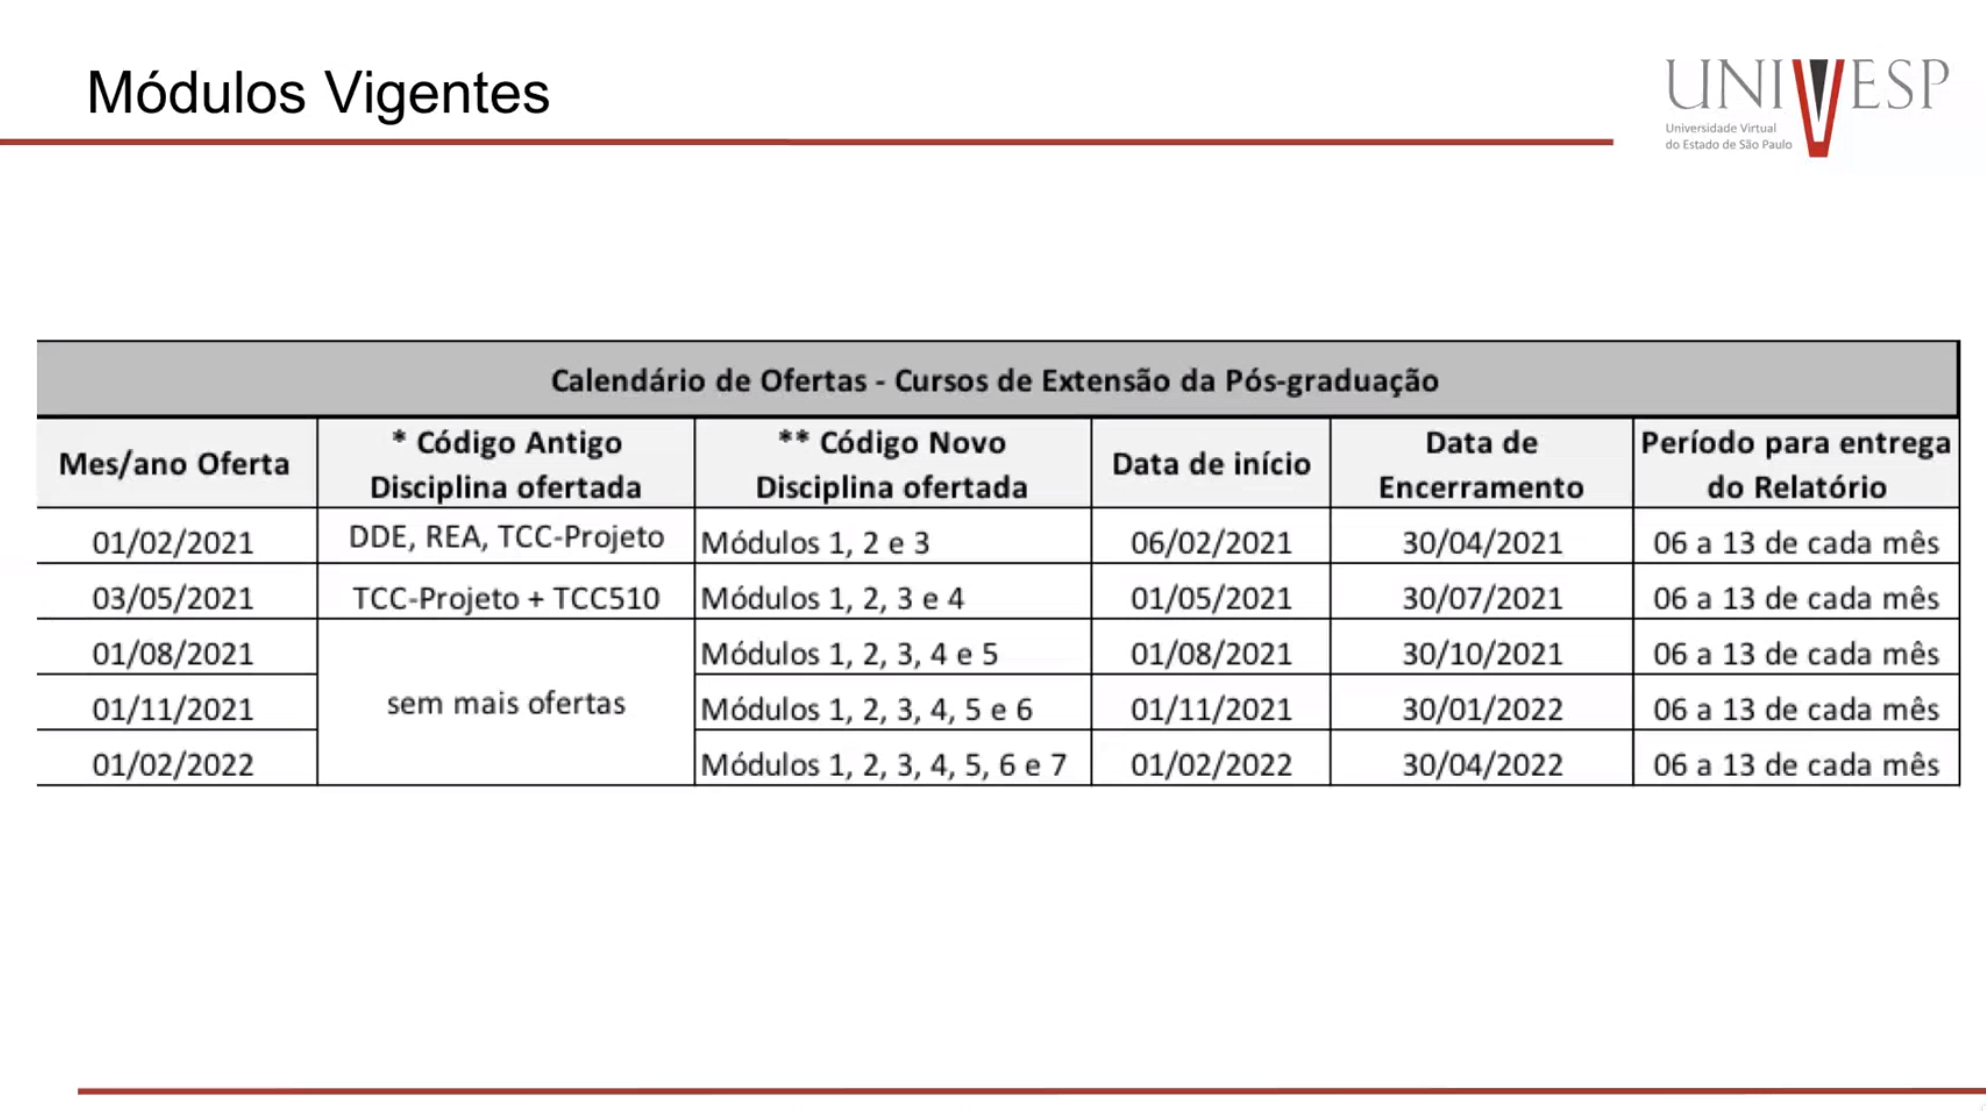 Módulos Vigentes
UNIVESP
Universidade Virtual
do Estado de São Paulo
Calendário de Ofertas - Cursos de Extensão da Pós-graduação
Mes/ano Oferta | * Código Antigo Disciplina ofertada | ** Código Novo Disciplina ofertada | Data de início | Data de Encerramento | Período para entrega do Relatório
01/02/2021 | DDE, REA, TCC-Projeto | Módulos 1, 2 e 3 | 06/02/2021 | 30/04/2021 | 06 a 13 de cada mês
03/05/2021 | TCC-Projeto + TCC510 | Módulos 1, 2, 3 e 4 | 01/05/2021 | 30/07/2021 | 06 a 13 de cada mês
01/08/2021 | sem mais ofertas | Módulos 1, 2, 3, 4 e 5 | 01/08/2021 | 30/10/2021 | 06 a 13 de cada mês
01/11/2021 | Módulos 1, 2, 3, 4, 5 e 6 | 01/11/2021 | 30/01/2022 | 06 a 13 de cada mês
01/02/2022 | Módulos 1, 2, 3, 4, 5, 6 e 7 | 01/02/2022 | 30/04/2022 | 06 a 13 de cada mês